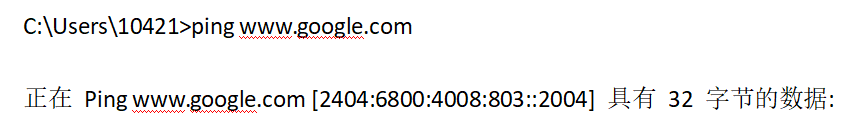 C:\Users\10421>ping www.google.com
正在 Ping www.google.com [2404:6800:4008:803::2004] 具有 32 字节的数据: